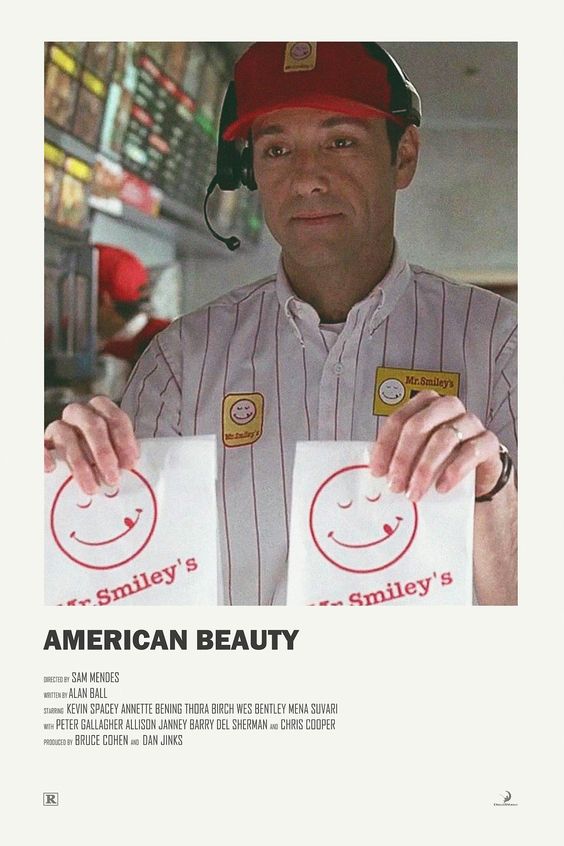 Mr. Smiley's
Mr. Smiley's
Mr. Smiley's
Mr. Smiley's
AMERICAN BEAUTY
DIRECTED BY SAM MENDES
WRITTEN BY ALAN BALL
STARRING KEVIN SPACEY ANNETTE BENING THORA BIRCH WES BENTLEY MENA SUVARI
WITH PETER GALLAGHER ALLISON JANNEY BARRY DEL SHERMAN AND CHRIS COOPER
PRODUCED BY BRUCE COHEN AND DAN JINKS
R
DREAMWORKS